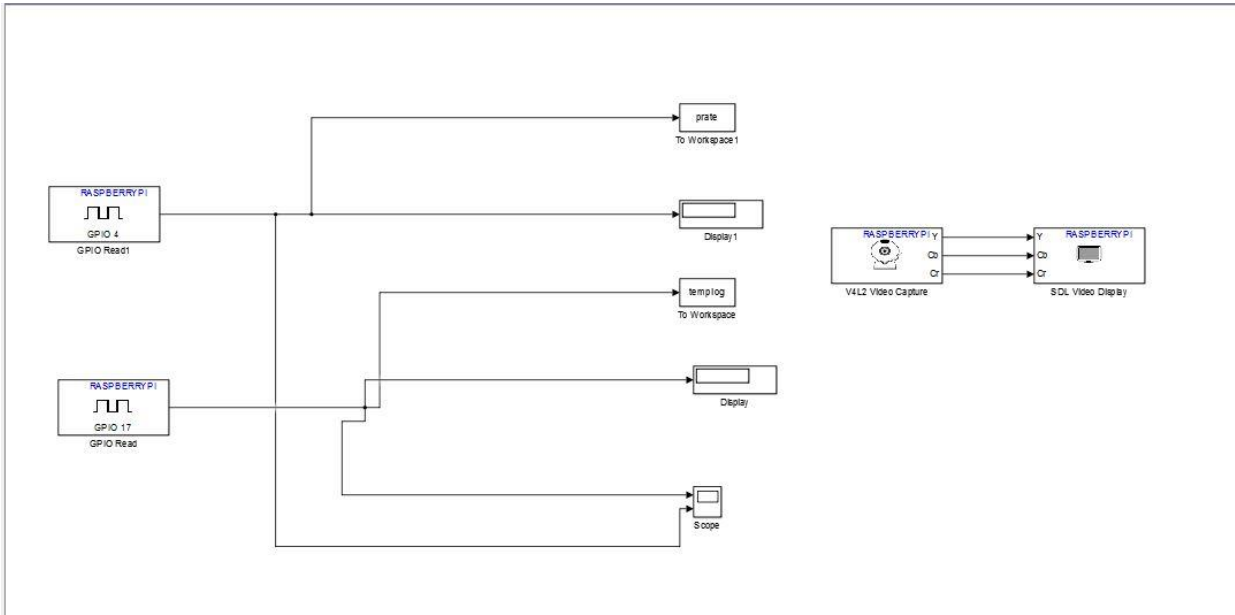 prate
To Workspace1
RASPBERRYPI
GPIO 4
GPIO Read1
Display1
templog
To Workspace
RASPBERRYPI
GPIO 17
GPIO Read
Display
Scope
RASPBERRYPI Y
Cb
Cr
V4L2 Video Capture
Y RASPBERRYPI
Cb
Cr
SDL Video Display